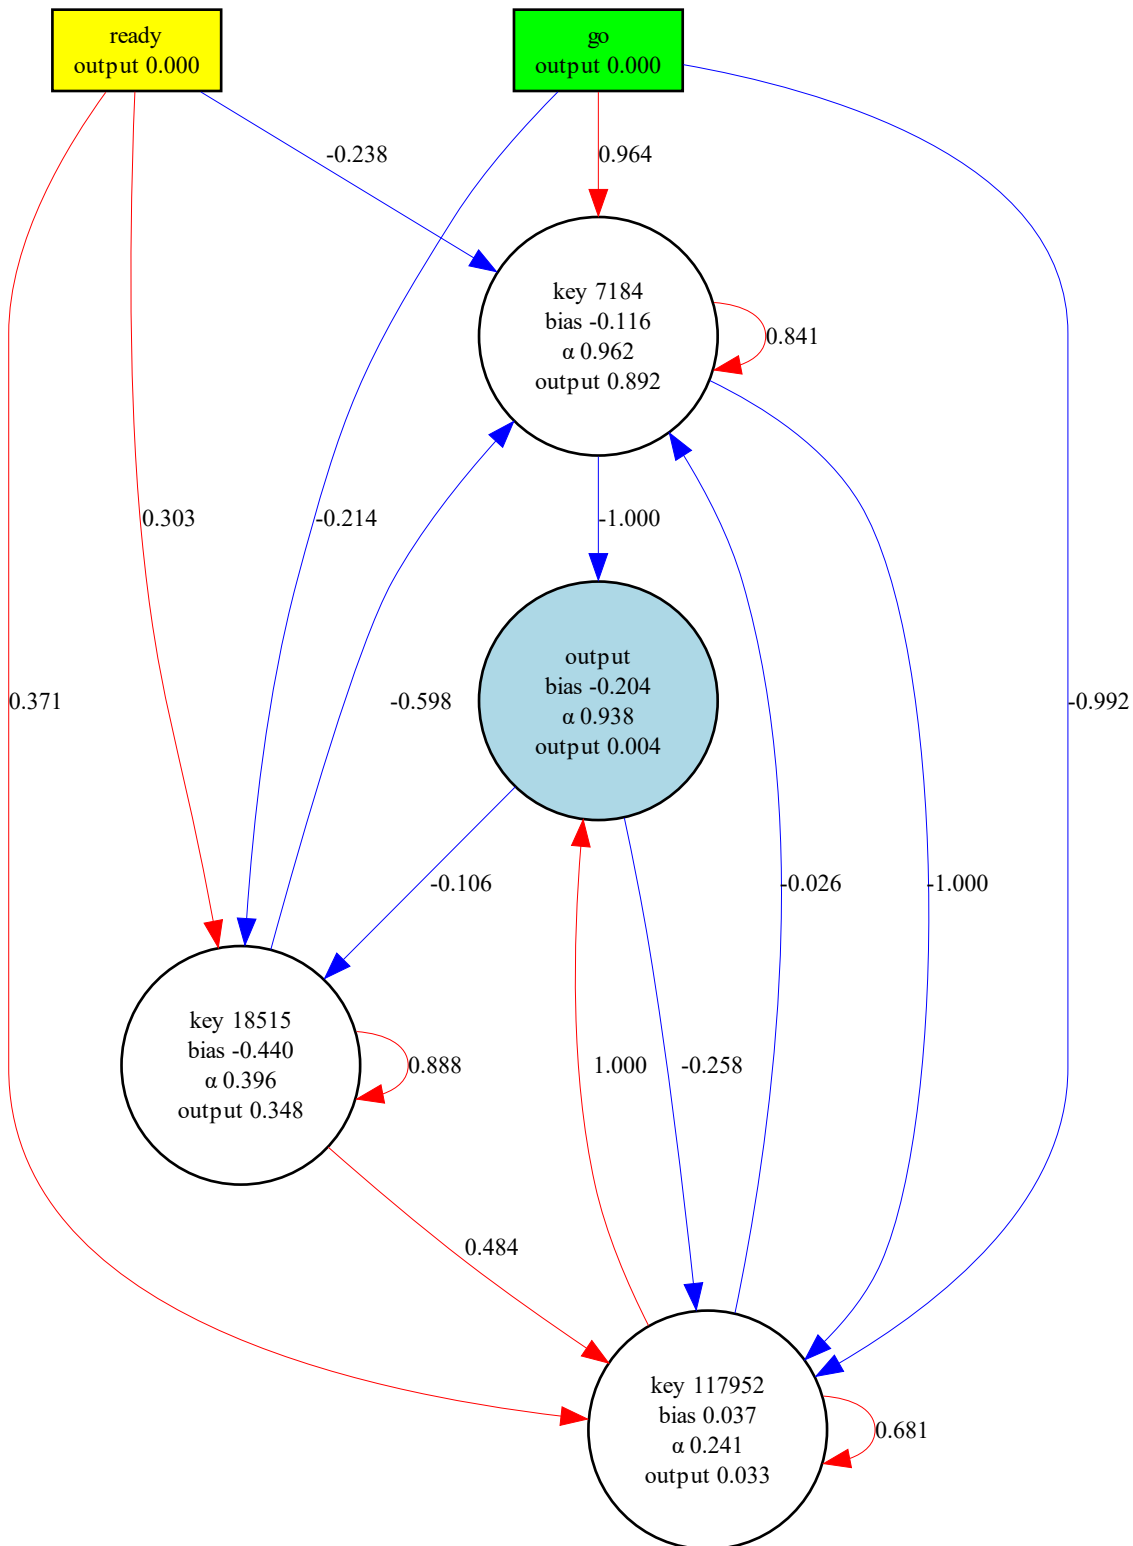 ready
output 0.000
go
output 0.000
-0.238
0.964
key 7184
bias -0.116
α 0.962
output 0.892
0.841
0.303
-0.214
-1.000
output
bias -0.204
α 0.938
output 0.004
0.371
-0.598
-0.992
-0.106
-0.026
-1.000
key 18515
bias -0.440
α 0.396
output 0.348
0.888
1.000
-0.258
0.484
key 117952
bias 0.037
α 0.241
output 0.033
0.681